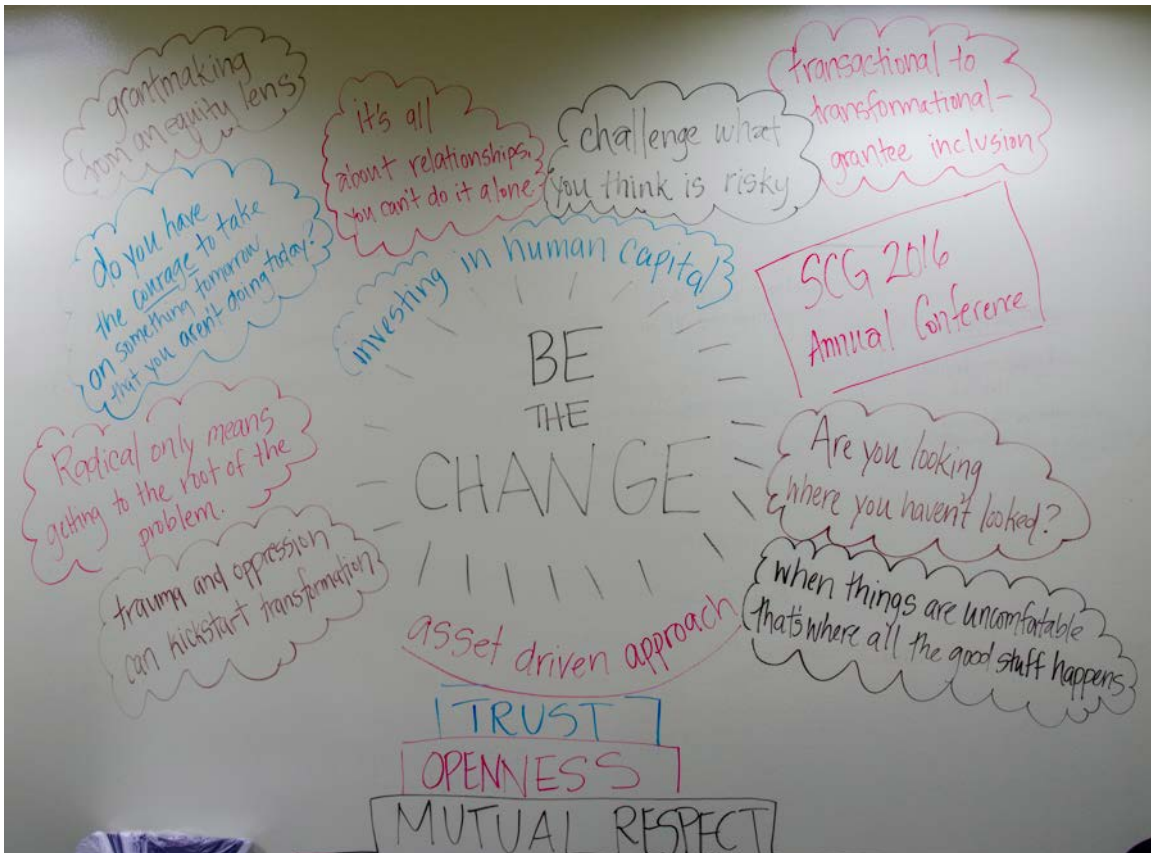 grantmaking
from an equity lens
it's all
about relationships,
you can't do it alone
challenge what
you think is risky
transactional to
transformational-
grantee inclusion
do you have
the courage to take
on something tomorrow
that you aren't doing today?
investing in human capital
SCG 2016
Annual Conference
BE
THE
CHANGE
Radical only means
getting to the root of the
problem.
Are you looking
where you haven't looked?
trauma and oppression
can kickstart transformation
when things are uncomfortable
that's where all the good stuff happens
asset driven approach
TRUST
OPENNESS
MUTUAL RESPECT